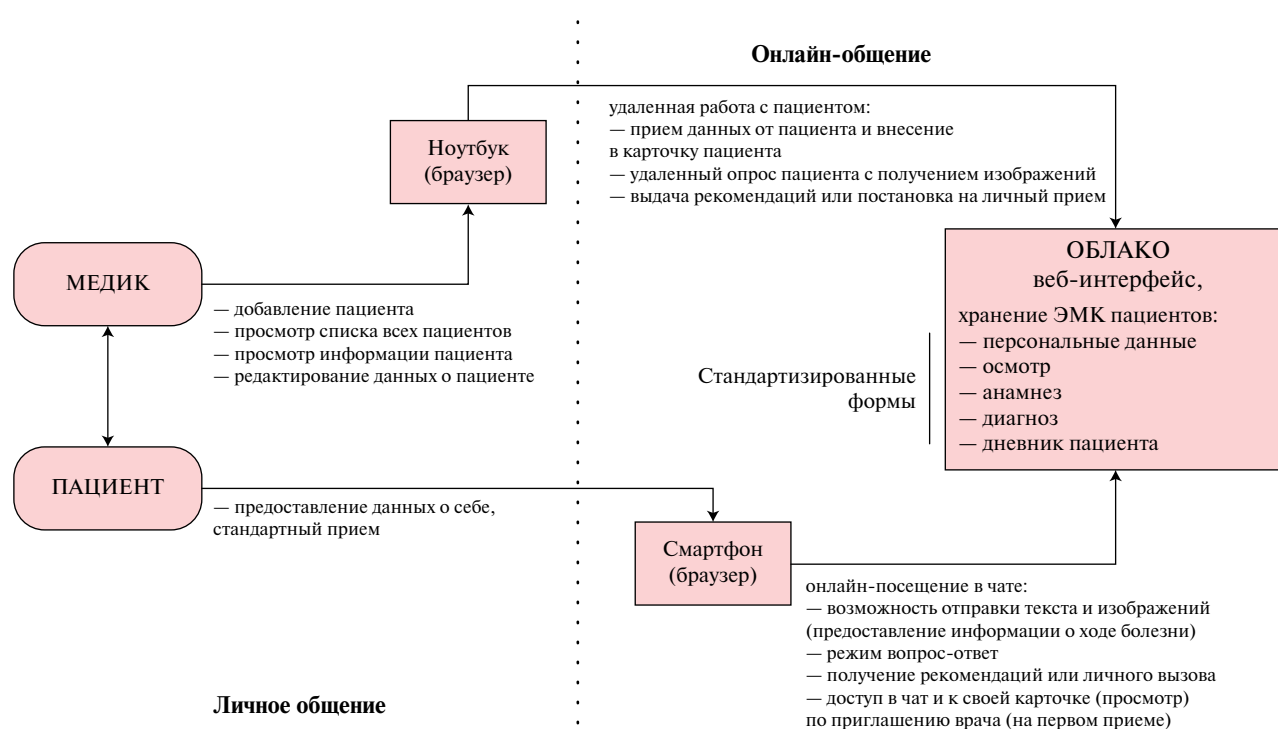 Онлайн-общение
удаленная работа с пациентом:
— прием данных от пациента и внесение
в карточку пациента
— удаленный опрос пациента с получением изображений
— выдача рекомендаций или постановка на личный прием
Ноутбук
(браузер)
МЕДИК
— добавление пациента
— просмотр списка всех пациентов
— просмотр информации пациента
— редактирование данных о пациенте
ОБЛАКО
веб-интерфейс,
хранение ЭМК пациентов:
— персональные данные
— осмотр
— анамнез
— диагноз
— дневник пациента
Стандартизированные
формы
ПАЦИЕНТ
— предоставление данных о себе,
стандартный прием
Смартфон
(браузер)
онлайн-посещение в чате:
— возможность отправки текста и изображений
(предоставление информации о ходе болезни)
— режим вопрос-ответ
— получение рекомендаций или личного вызова
— доступ в чат и к своей карточке (просмотр)
по приглашению врача (на первом приеме)
Личное общение